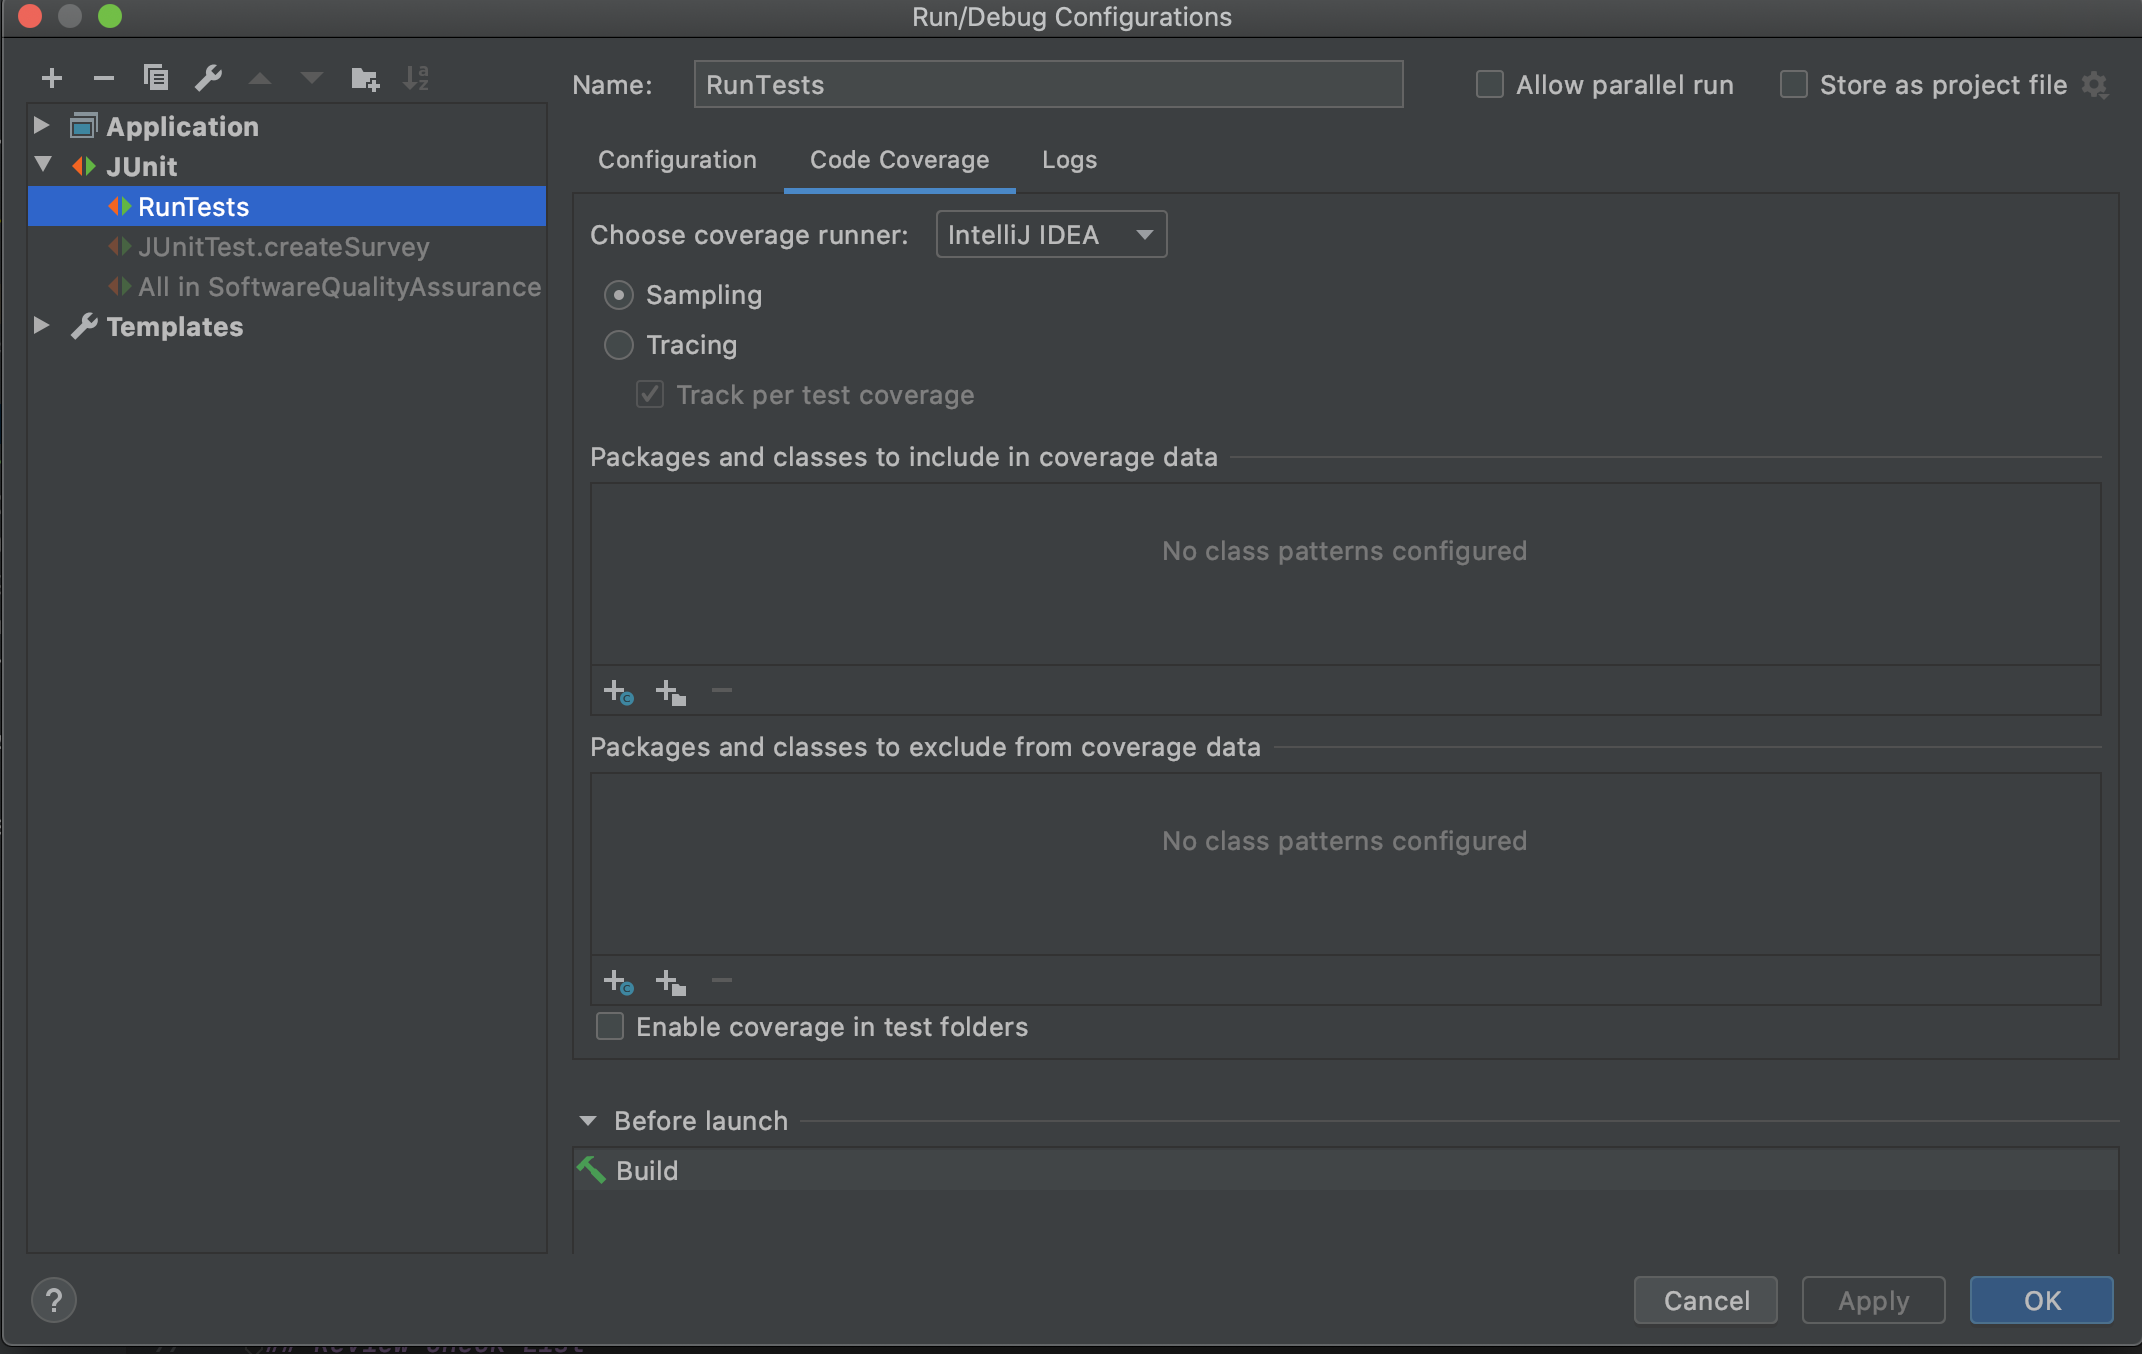 Run/Debug Configurations
Name: RunTests
Allow parallel run
Store as project file
Application
JUnit
RunTests
JUnitTest.createSurvey
All in SoftwareQualityAssurance
Templates
Configuration Code Coverage Logs
Choose coverage runner: IntelliJ IDEA
Sampling
Tracing
Track per test coverage
Packages and classes to include in coverage data
No class patterns configured
Packages and classes to exclude from coverage data
No class patterns configured
Enable coverage in test folders
Before launch
Build
?
Cancel Apply OK